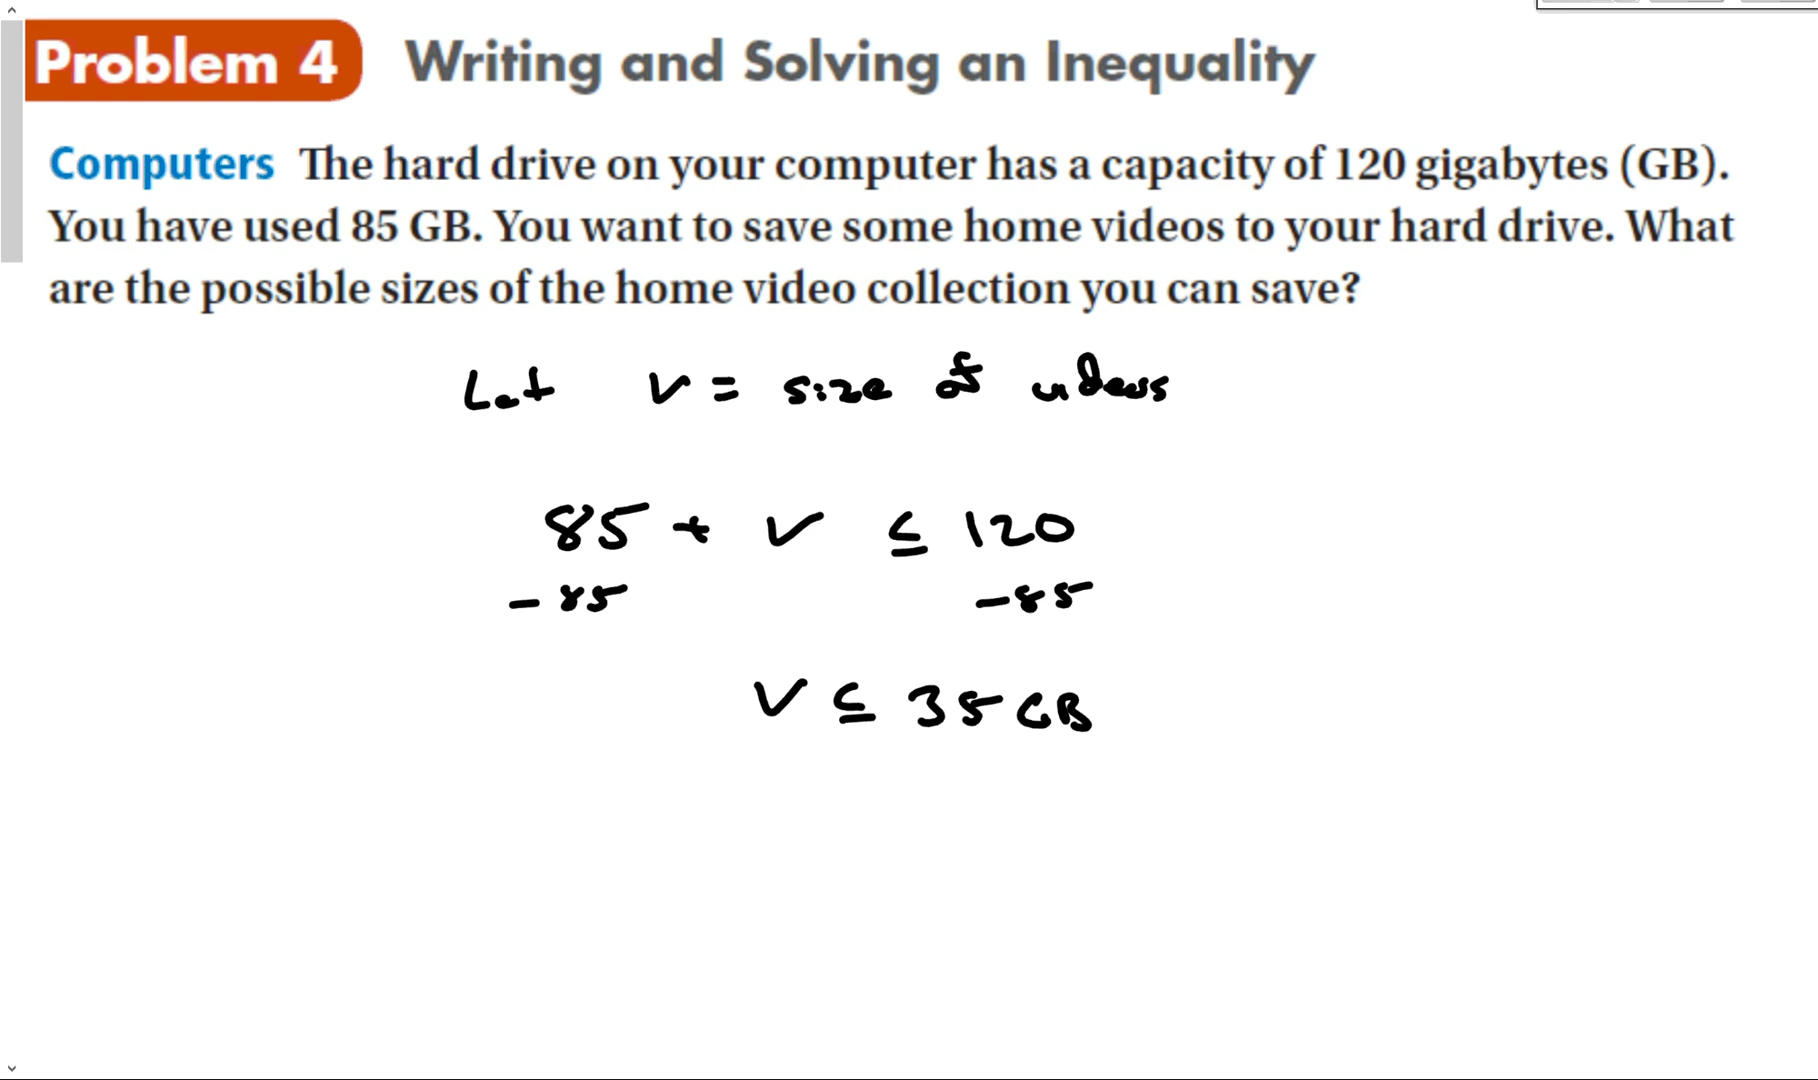 Problem 4 Writing and Solving an Inequality
Computers The hard drive on your computer has a capacity of 120 gigabytes (GB).
You have used 85 GB. You want to save some home videos to your hard drive. What
are the possible sizes of the home video collection you can save?
Let v = size of videos
85 + v ≤ 120
-85 -85
v ≤ 35 GB